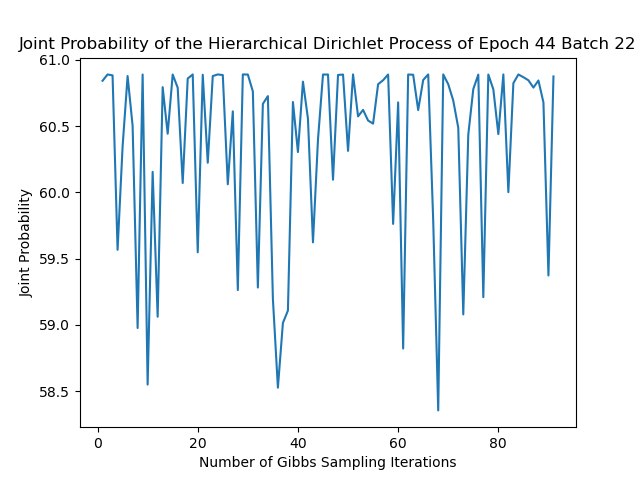 Joint Probability of the Hierarchical Dirichlet Process of Epoch 44 Batch 22
61.0
60.5
60.0
59.5
59.0
58.5
Joint Probability
0 20 40 60 80
Number of Gibbs Sampling Iterations